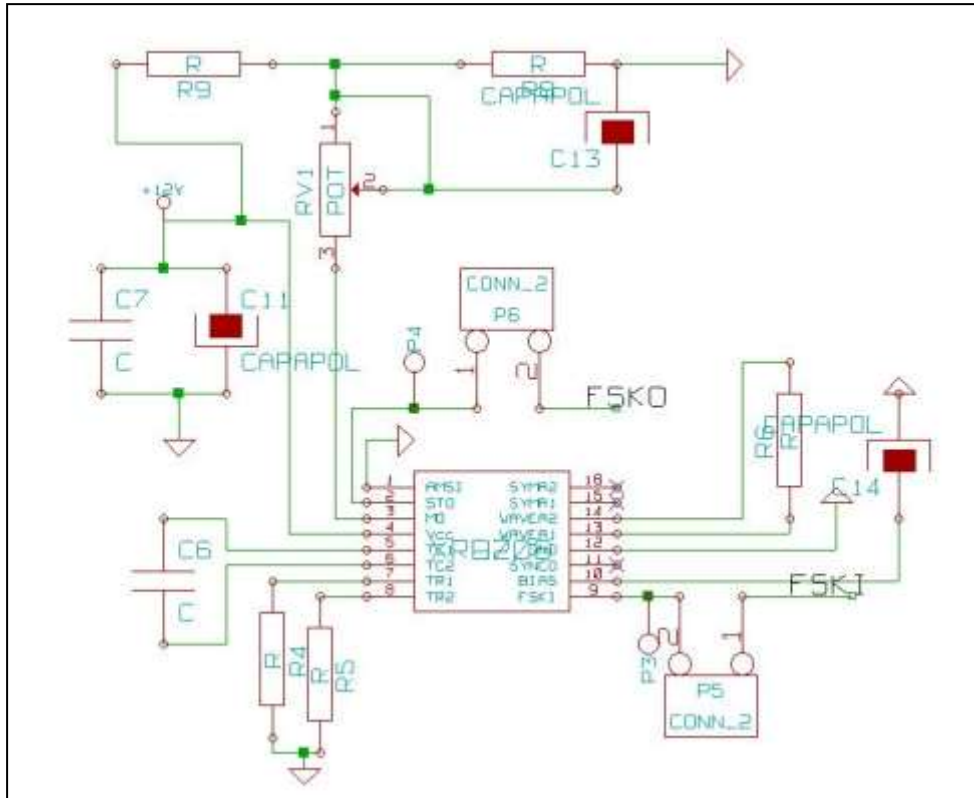 R
R9
R
CAPAPOL
C13
1
RV1
POT
2
3
+12V
C7
C11
C
CAPAPOL
CONN_2
P6
P4
1
2
FSKO
R6
R
CAPAPOL
C14
1 AMSI SYMA2 16
2 STO SYMA1 15
3 MO WAVEA2 14
4 Vcc WAVEA1 13
5 TC1 GND 12
6 TC2 SYNCO 11
7 TR1 BIAS 10
8 TR2 FSKI 9
C6
C
FSKI
R
R4
R
R5
P3
2
1
P5
CONN_2